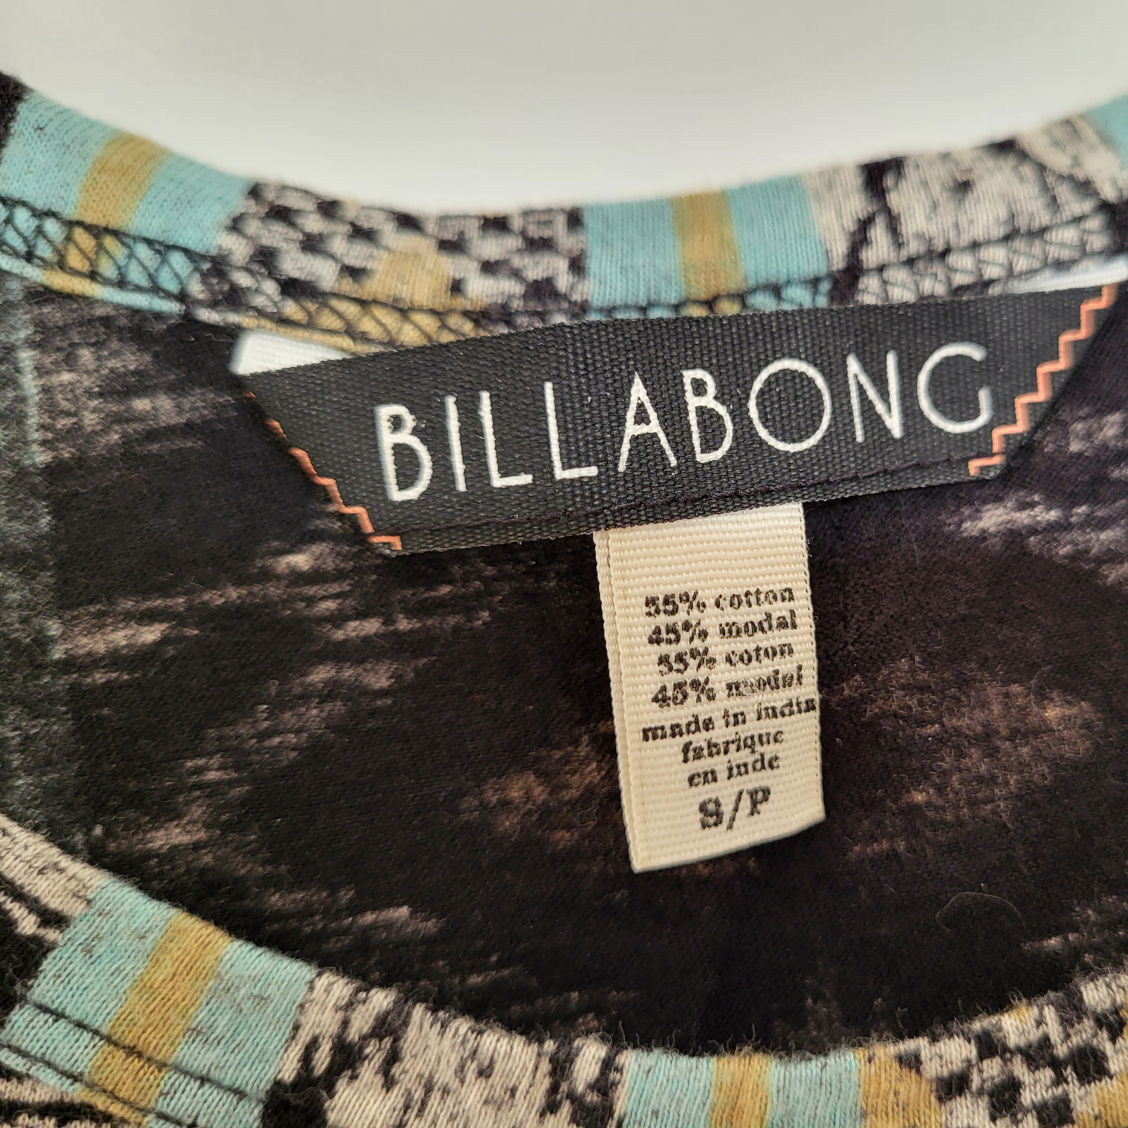 BILLABONG
55% cotton
45% modal
55% coton
45% modal
made in india
fabrique
en inde
S/P